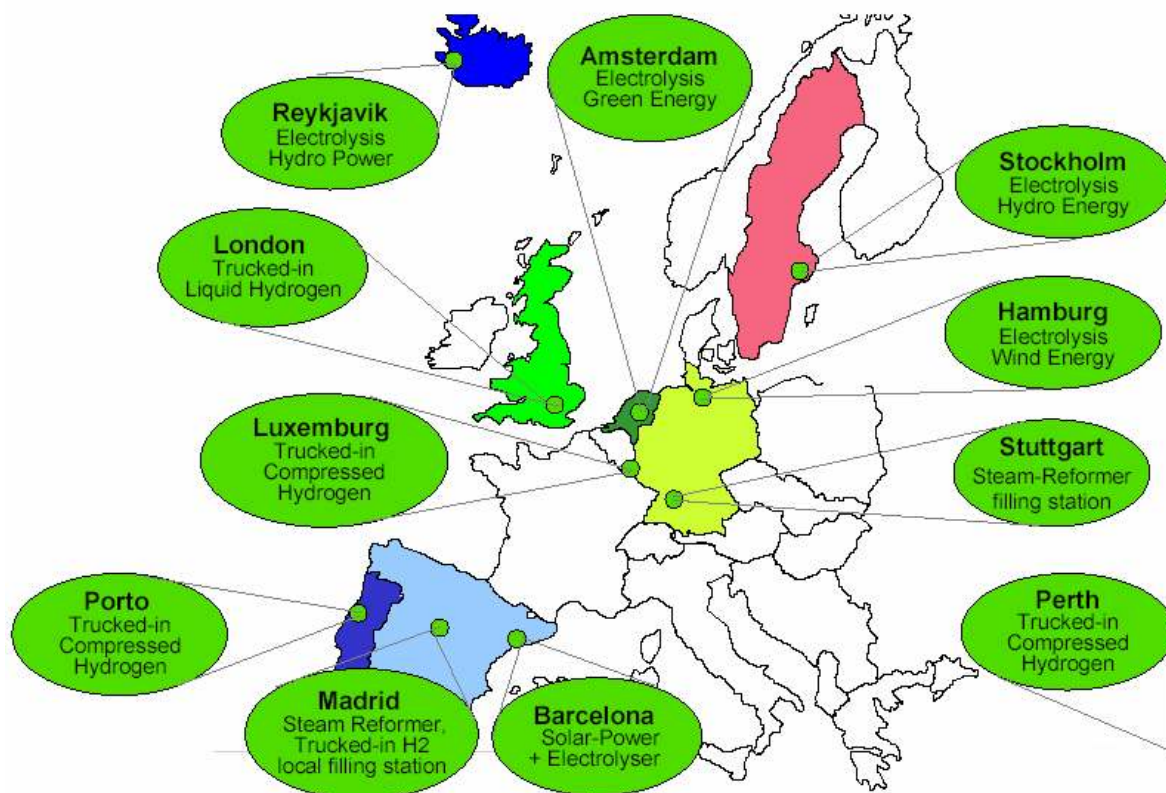 Amsterdam
Electrolysis
Green Energy
Reykjavik
Electrolysis
Hydro Power
Stockholm
Electrolysis
Hydro Energy
London
Trucked-in
Liquid Hydrogen
Hamburg
Electrolysis
Wind Energy
Luxemburg
Trucked-in
Compressed
Hydrogen
Stuttgart
Steam-Reformer
filling station
Porto
Trucked-in
Compressed
Hydrogen
Perth
Trucked-in
Compressed
Hydrogen
Madrid
Steam Reformer,
Trucked-in H2
local filling station
Barcelona
Solar-Power
+ Electrolyser